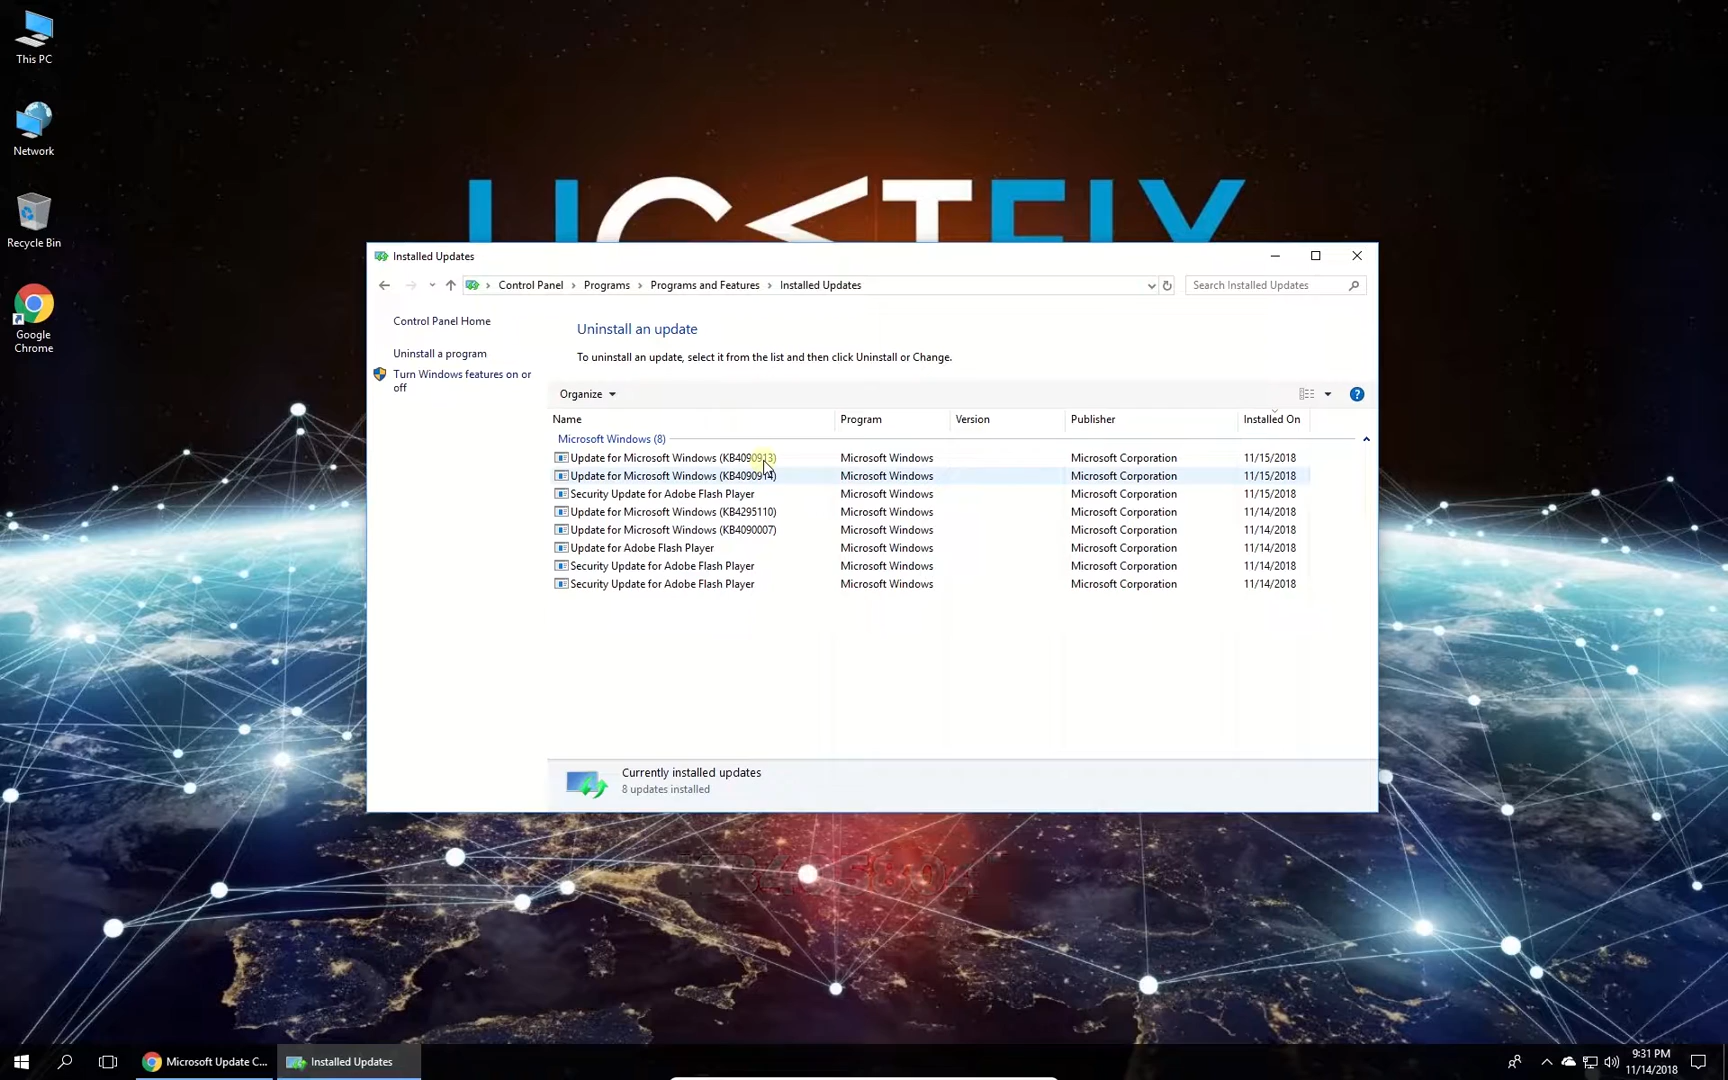 This PC
Network
Recycle Bin
Google
Chrome
Installed Updates
Control Panel > Programs > Programs and Features > Installed Updates
Search Installed Updates
Control Panel Home
Uninstall a program
Turn Windows features on or
off
Uninstall an update
To uninstall an update, select it from the list and then click Uninstall or Change.
Organize
Name Program Version Publisher Installed On
Microsoft Windows (8)
Update for Microsoft Windows (KB4090913) Microsoft Windows Microsoft Corporation 11/15/2018
Update for Microsoft Windows (KB4090914) Microsoft Windows Microsoft Corporation 11/15/2018
Security Update for Adobe Flash Player Microsoft Windows Microsoft Corporation 11/15/2018
Update for Microsoft Windows (KB4295110) Microsoft Windows Microsoft Corporation 11/14/2018
Update for Microsoft Windows (KB4090007) Microsoft Windows Microsoft Corporation 11/14/2018
Update for Adobe Flash Player Microsoft Windows Microsoft Corporation 11/14/2018
Security Update for Adobe Flash Player Microsoft Windows Microsoft Corporation 11/14/2018
Security Update for Adobe Flash Player Microsoft Windows Microsoft Corporation 11/14/2018
Currently installed updates
8 updates installed
Microsoft Update C...
Installed Updates
9:31 PM
11/14/2018